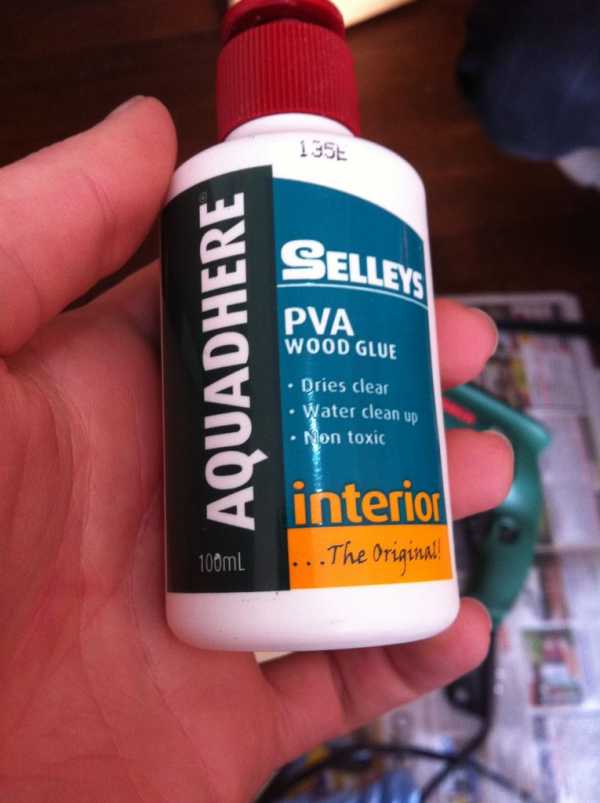 135E
AQUADHERE®
SELLEYS
PVA
WOOD GLUE
• Dries clear
• Water clean up
• Non toxic
interior
...The Original!
100mL